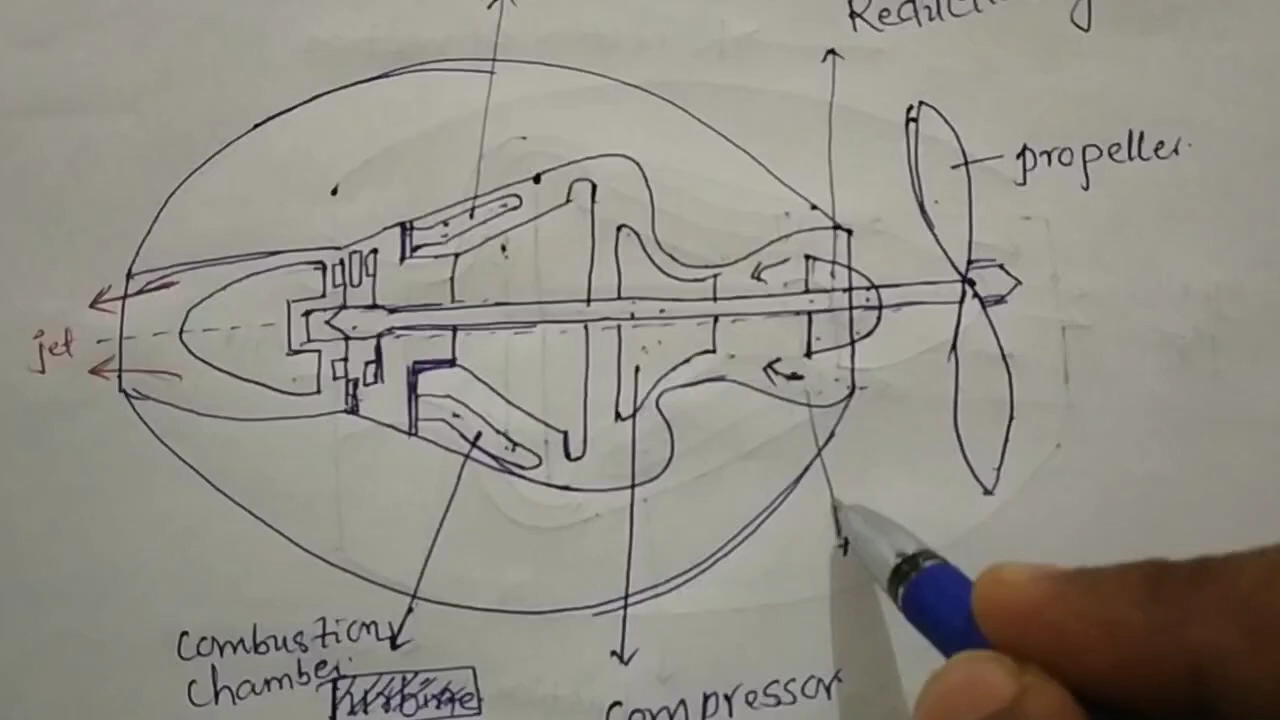 propeller
jet
combustion
chamber.
compressor